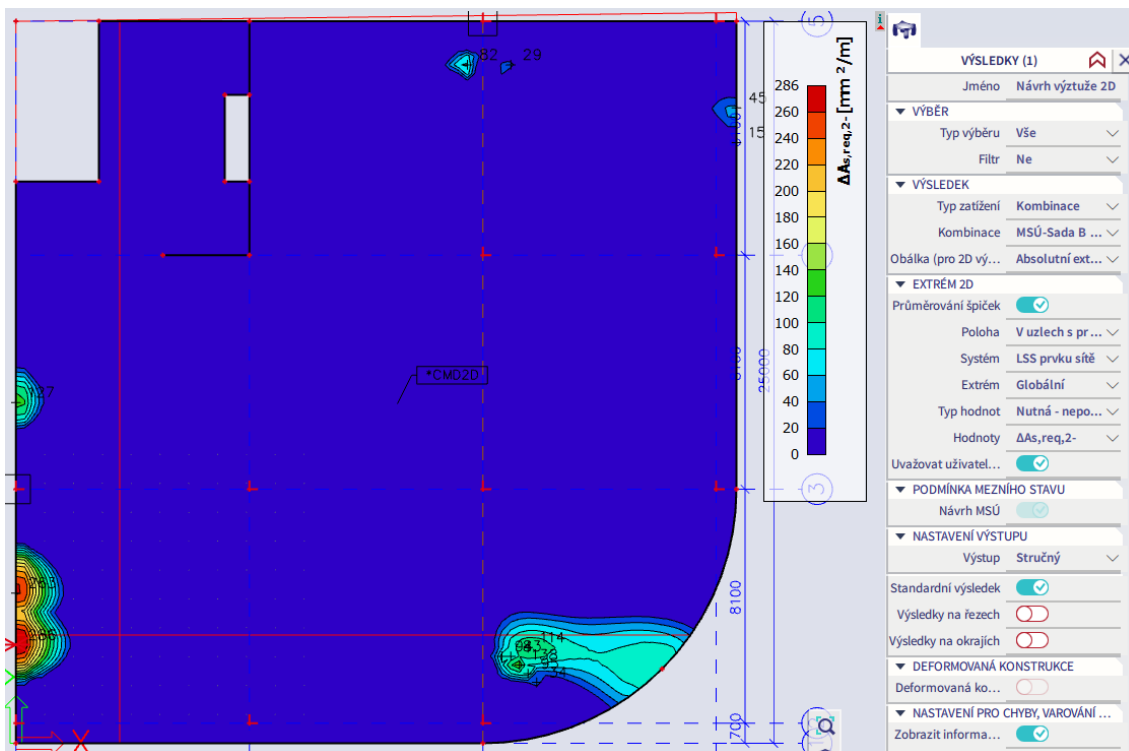 82
29
45
15
127
263
286
*CMD2D
114
5
3
8100
25000
8100
700
286
260
240
220
200
180
160
140
120
100
80
60
40
20
0
ΔAs,req,2- [mm²/m]
VÝSLEDKY (1)
Jméno Návrh výztuže 2D
VÝBĚR
Typ výběru Vše
Filtr Ne
VÝSLEDEK
Typ zatížení Kombinace
Kombinace MSÚ-Sada B ...
Obálka (pro 2D vý... Absolutní ext...
EXTRÉM 2D
Průměrování špiček
Poloha V uzlech s pr ...
Systém LSS prvku sítě
Extrém Globální
Typ hodnot Nutná - nepo...
Hodnoty ΔAs,req,2-
Uvažovat uživatel...
PODMÍNKA MEZNÍHO STAVU
Návrh MSÚ
NASTAVENÍ VÝSTUPU
Výstup Stručný
Standardní výsledek
Výsledky na řezech
Výsledky na okrajích
DEFORMOVANÁ KONSTRUKCE
Deformovaná ko...
NASTAVENÍ PRO CHYBY, VAROVÁNÍ ...
Zobrazit informa...